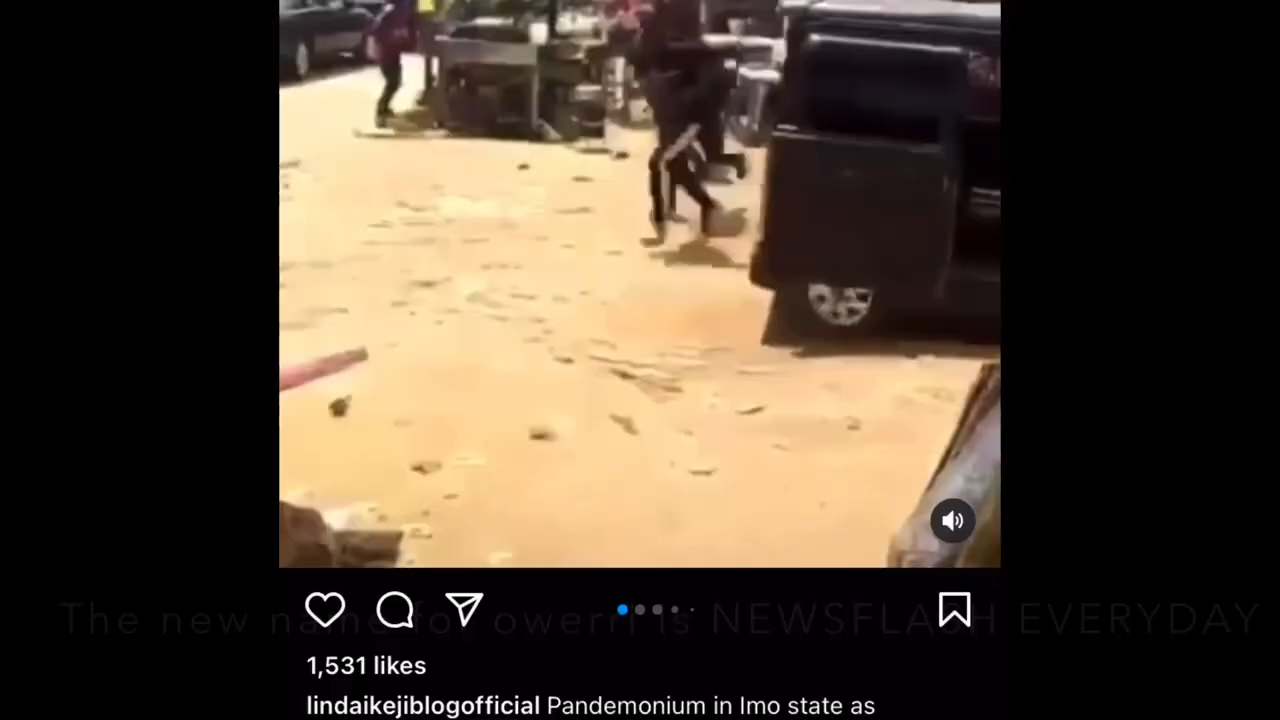 The new name for owerri is NEWSFLASH EVERYDAY
1,531 likes
lindaikejiblogofficial Pandemonium in Imo state as